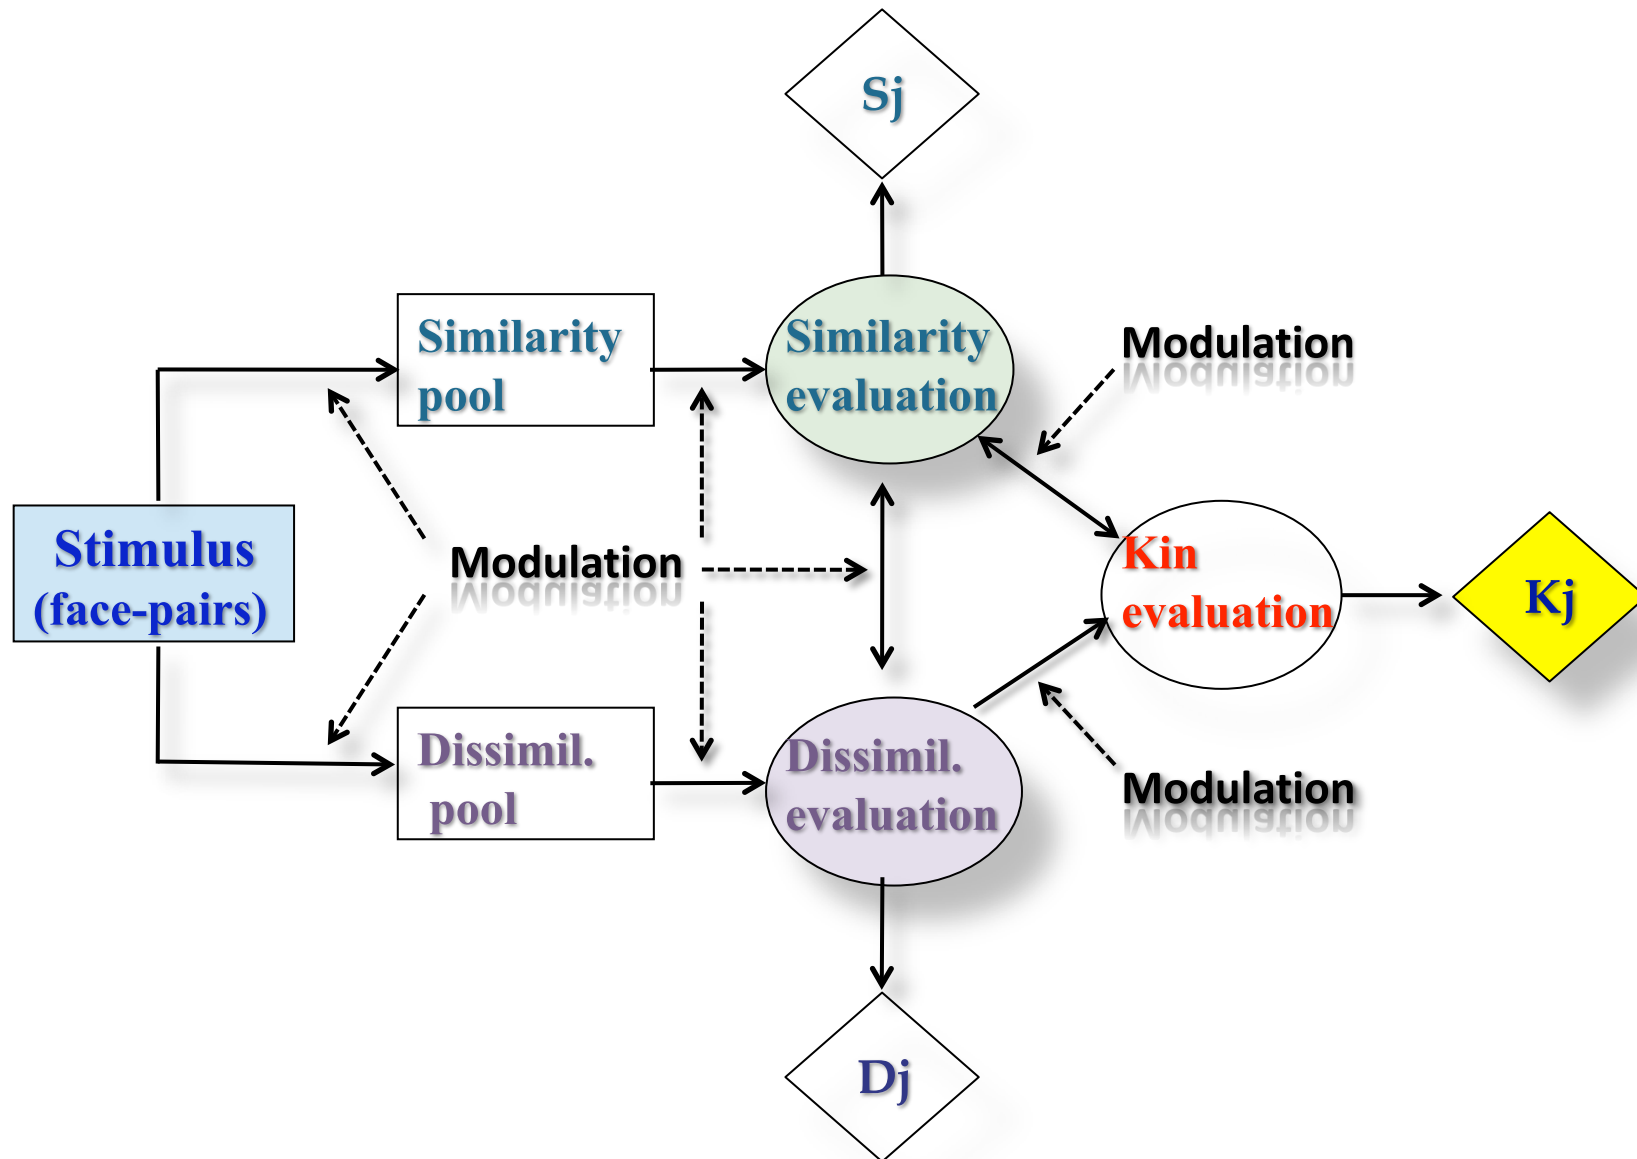 Sj
Similarity
pool
Similarity
evaluation
Modulation
Stimulus
(face-pairs)
Modulation
Kin
evaluation
Kj
Dissimil.
pool
Dissimil.
evaluation
Modulation
Dj